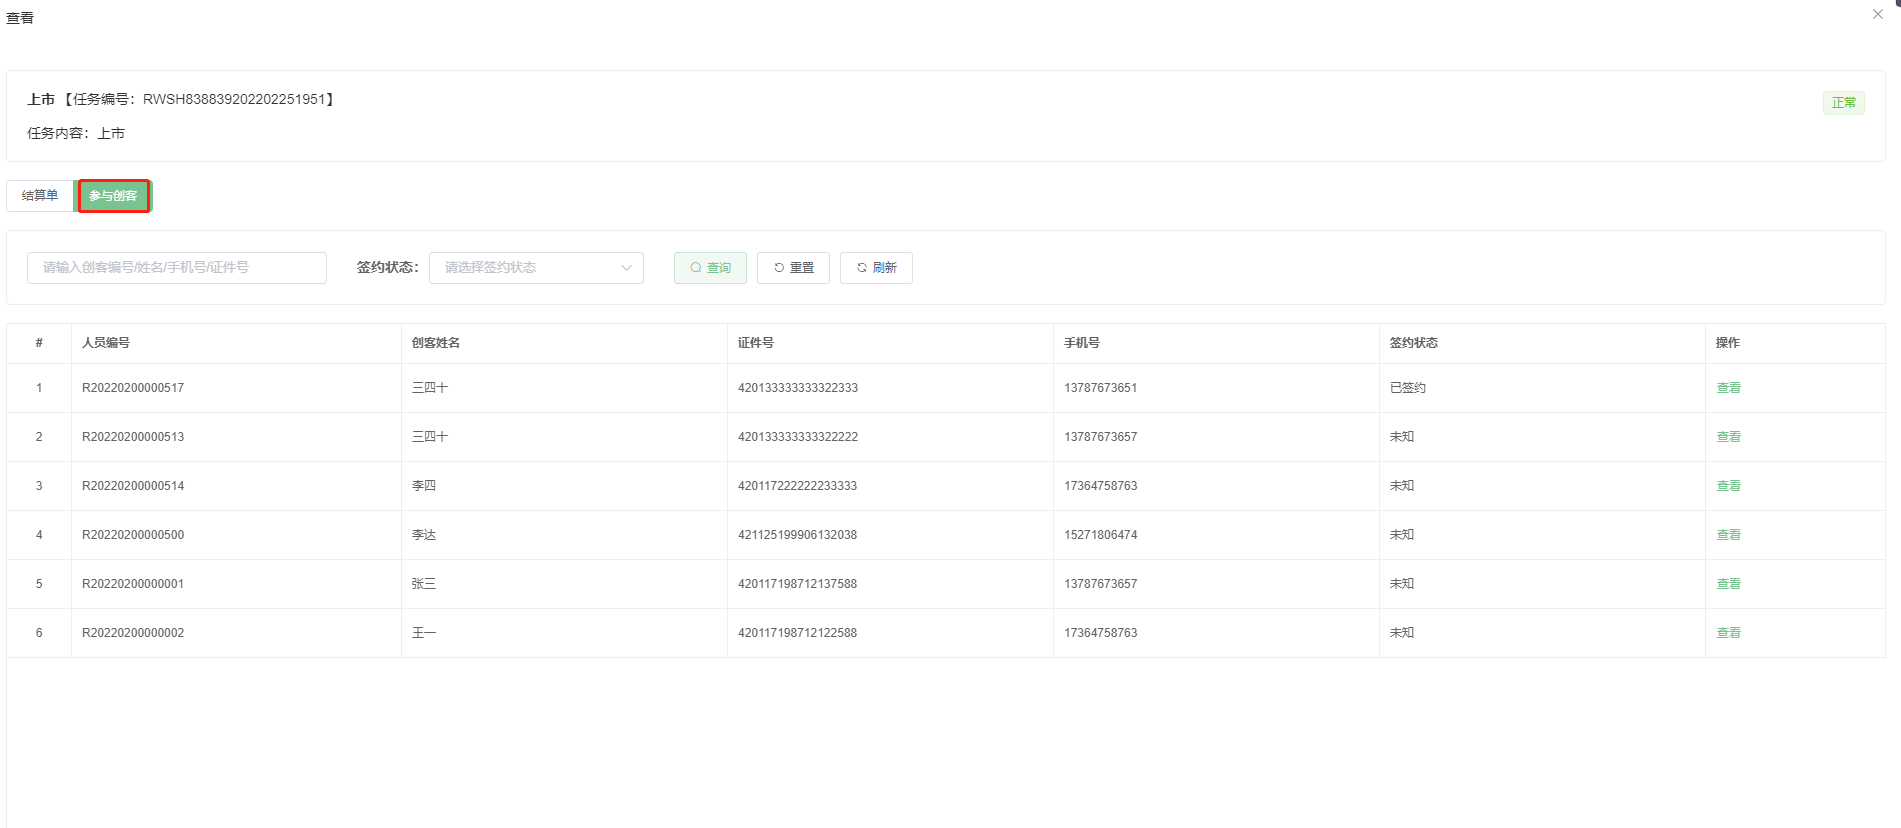 查看
上市 【任务编号：RWSH838839202202251951】
正常
任务内容：上市
结算单 参与创客
请输入创客编号/姓名/手机号/证件号 签约状态： 请选择签约状态 查询 重置 刷新
# 人员编号 创客姓名 证件号 手机号 签约状态 操作
1 R20220200000517 三四十 420133333333322333 13787673651 已签约 查看
2 R20220200000513 三四十 420133333333322222 13787673657 未知 查看
3 R20220200000514 李四 420117222222233333 17364758763 未知 查看
4 R20220200000500 李达 421125199906132038 15271806474 未知 查看
5 R20220200000001 张三 420117198712137588 13787673657 未知 查看
6 R20220200000002 王一 420117198712122588 17364758763 未知 查看